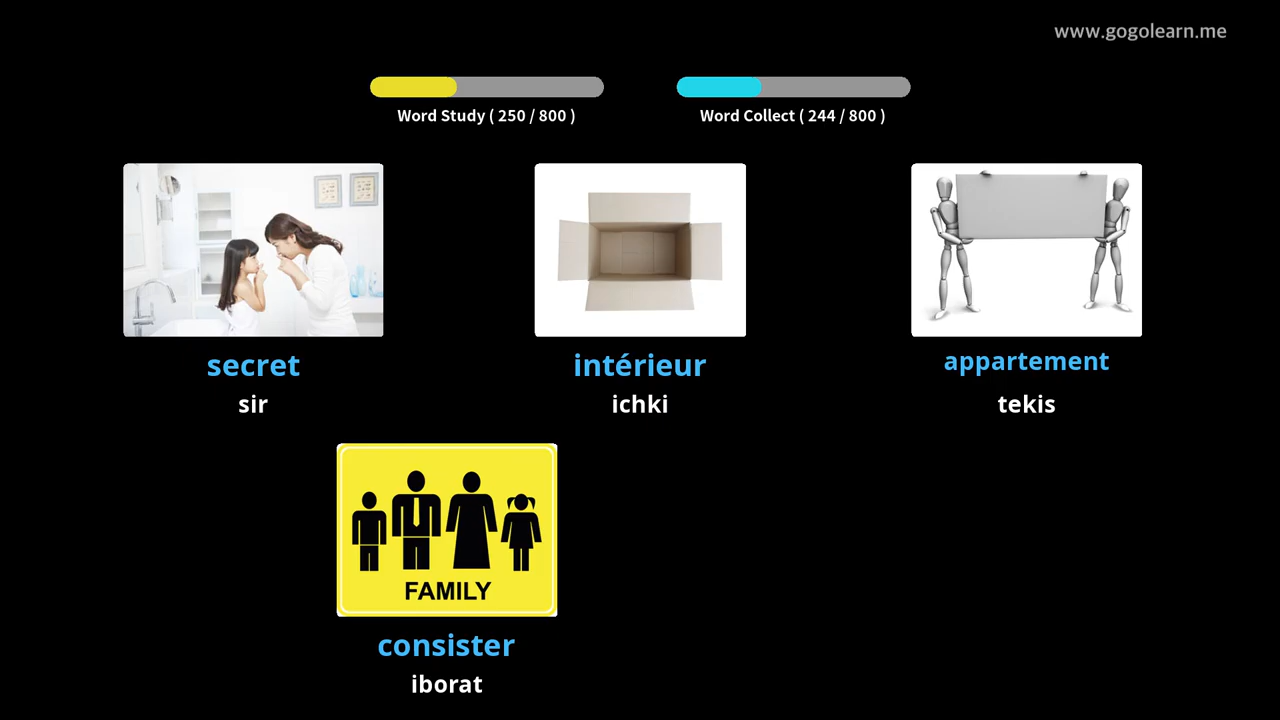 www.gogolearn.me
Word Study ( 250 / 800 )
Word Collect ( 244 / 800 )
secret
intérieur
appartement
sir
ichki
tekis
FAMILY
consister
iborat